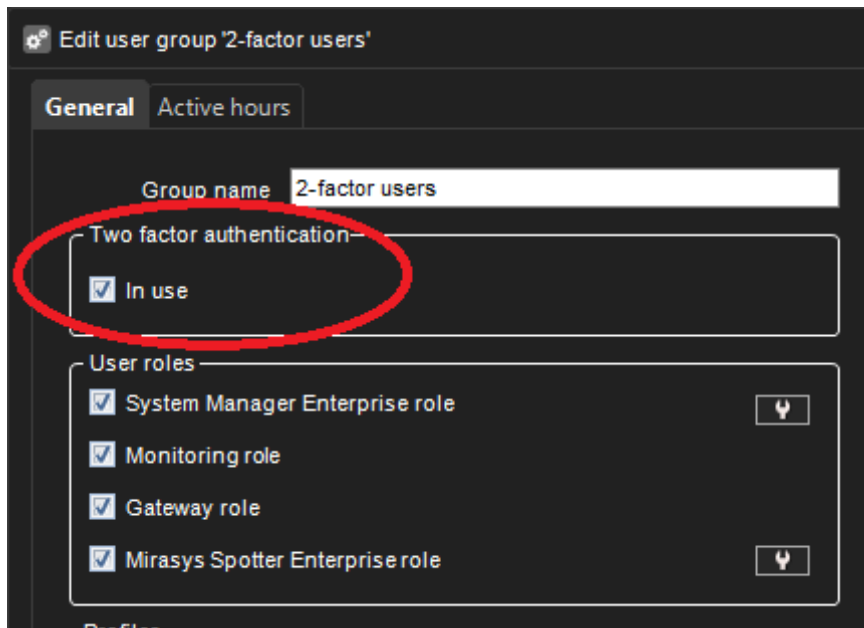 Edit user group '2-factor users'
General Active hours
Group name 2-factor users
Two factor authentication
In use
User roles
System Manager Enterprise role
Monitoring role
Gateway role
Mirasys Spotter Enterprise role